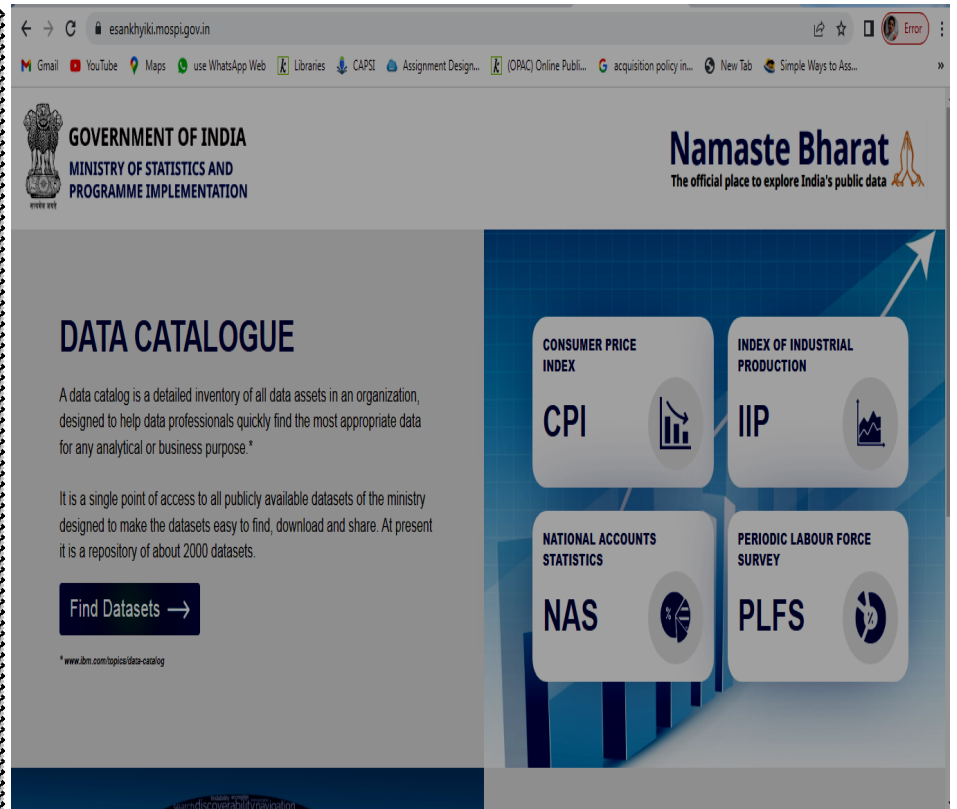 esankhyiki.mospi.gov.in
Error
Gmail
YouTube
Maps
use WhatsApp Web
Libraries
CAPSI
Assignment Design...
(OPAC) Online Publi...
acquisition policy in...
New Tab
Simple Ways to Ass...
»
GOVERNMENT OF INDIA
MINISTRY OF STATISTICS AND
PROGRAMME IMPLEMENTATION
सत्यमेव जयते
Namaste Bharat
The official place to explore India's public data
DATA CATALOGUE
A data catalog is a detailed inventory of all data assets in an organization,
designed to help data professionals quickly find the most appropriate data
for any analytical or business purpose.*
It is a single point of access to all publicly available datasets of the ministry
designed to make the datasets easy to find, download and share. At present
it is a repository of about 2000 datasets.
Find Datasets →
*www.ibm.com/topics/data-catalog
CONSUMER PRICE
INDEX
CPI
INDEX OF INDUSTRIAL
PRODUCTION
IIP
NATIONAL ACCOUNTS
STATISTICS
NAS
%
PERIODIC LABOUR FORCE
SURVEY
PLFS
%
search discoverability navigation